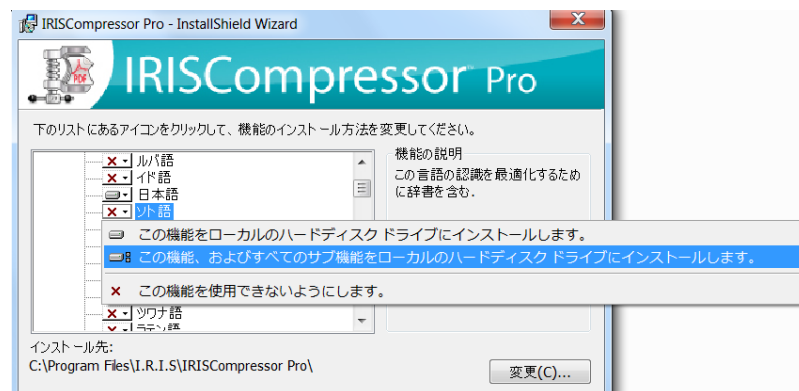 IRISCompressor Pro - InstallShield Wizard
IRISCompressor™ Pro
下のリストにあるアイコンをクリックして、機能のインストール方法を変更してください。
ルバ語
イド語
日本語
ソト語
機能の説明
この言語の認識を最適化するため
に辞書を含む.
この機能をローカルのハードディスク ドライブにインストールします。
この機能、およびすべてのサブ機能をローカルのハードディスク ドライブにインストールします。
この機能を使用できないようにします。
ツワナ語
ラテン語
インストール先:
C:\Program Files\I.R.I.S\IRISCompressor Pro\
変更(C)...